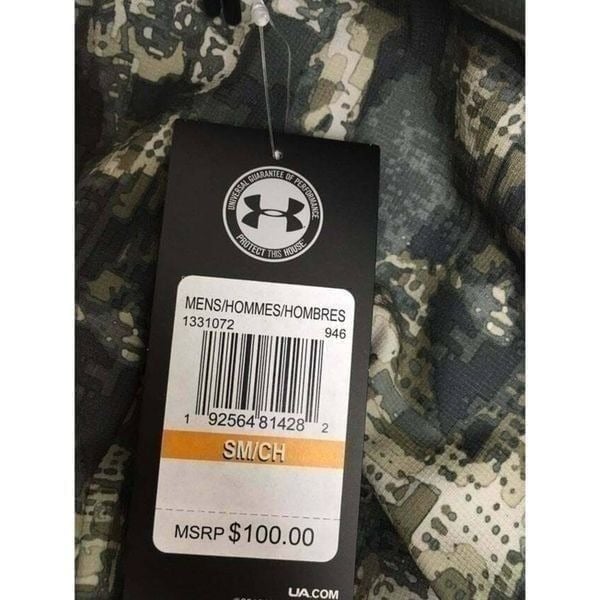 UNIVERSAL GUARANTEE OF PERFORMANCE
PROTECT THIS HOUSE
MENS/HOMMES/HOMBRES
1331072
946
1 92564 81428 2
SM/CH
MSRP $100.00
UA.COM